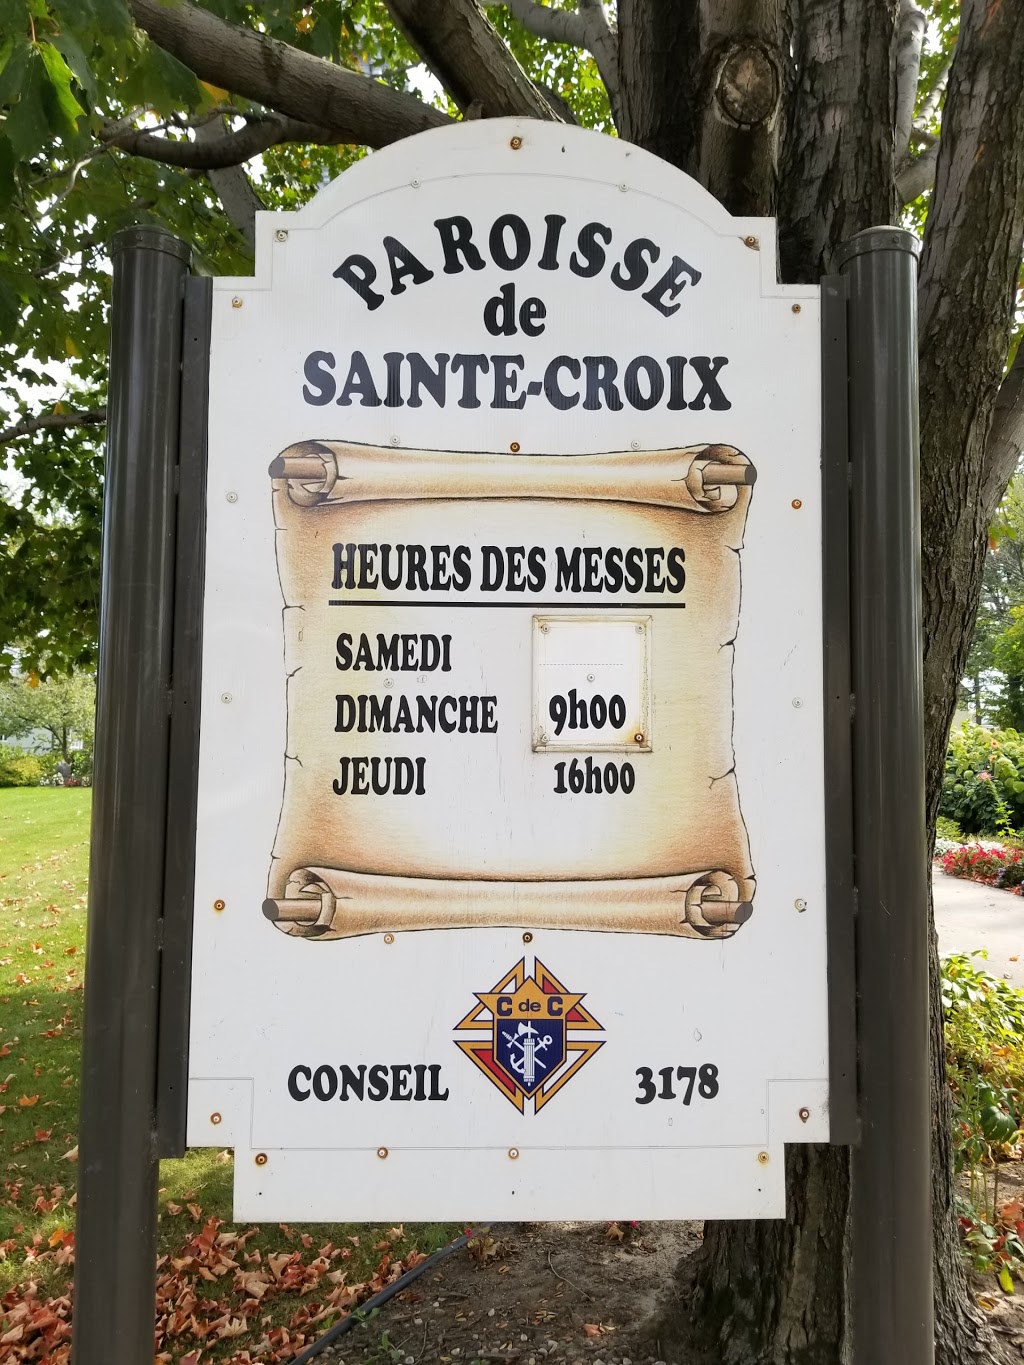 PAROISSE
de
SAINTE-CROIX
HEURES DES MESSES
SAMEDI
DIMANCHE 9h00
JEUDI 16h00
C de C
CONSEIL 3178